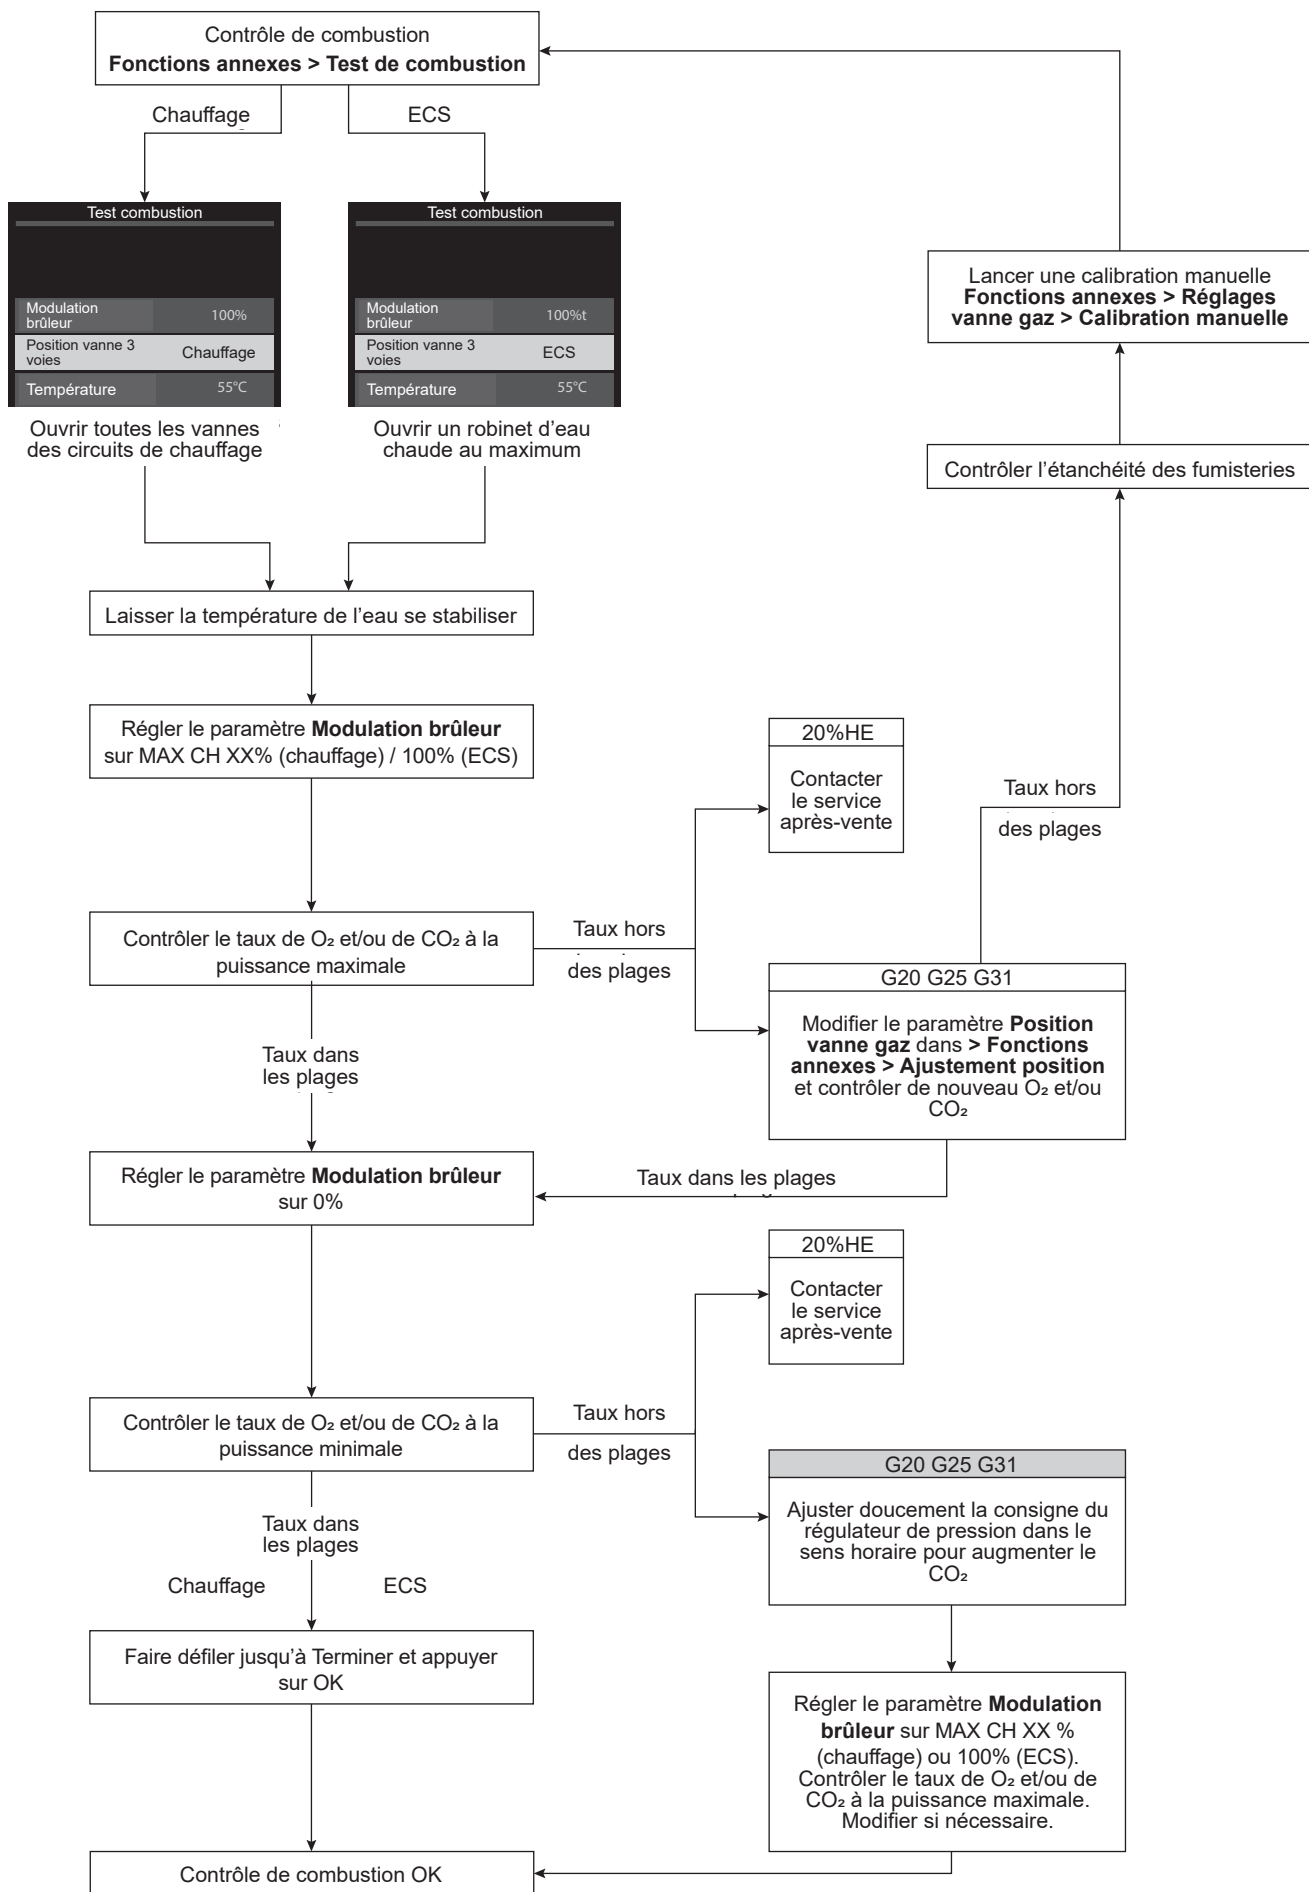 Contrôle de combustion
Fonctions annexes > Test de combustion
Chauffage
ECS
Test combustion
Modulation
brûleur
100%
Position vanne 3
voies
Chauffage
Température
55°C
Test combustion
Modulation
brûleur
100%t
Position vanne 3
voies
ECS
Température
55°C
Ouvrir toutes les vannes
des circuits de chauffage
Ouvrir un robinet d'eau
chaude au maximum
Lancer une calibration manuelle
Fonctions annexes > Réglages
vanne gaz > Calibration manuelle
Contrôler l'étanchéité des fumisteries
Laisser la température de l'eau se stabiliser
Régler le paramètre Modulation brûleur
sur MAX CH XX% (chauffage) / 100% (ECS)
20%HE
Contacter
le service
après-vente
Taux hors
des plages
Contrôler le taux de O₂ et/ou de CO₂ à la
puissance maximale
Taux hors
des plages
G20 G25 G31
Modifier le paramètre Position
vanne gaz dans > Fonctions
annexes > Ajustement position
et contrôler de nouveau O₂ et/ou
CO₂
Taux dans
les plages
Régler le paramètre Modulation brûleur
sur 0%
Taux dans les plages
20%HE
Contacter
le service
après-vente
Contrôler le taux de O₂ et/ou de CO₂ à la
puissance minimale
Taux hors
des plages
G20 G25 G31
Ajuster doucement la consigne du
régulateur de pression dans le
sens horaire pour augmenter le
CO₂
Taux dans
les plages
Chauffage
ECS
Faire défiler jusqu'à Terminer et appuyer
sur OK
Régler le paramètre Modulation
brûleur sur MAX CH XX %
(chauffage) ou 100% (ECS).
Contrôler le taux de O₂ et/ou de
CO₂ à la puissance maximale.
Modifier si nécessaire.
Contrôle de combustion OK